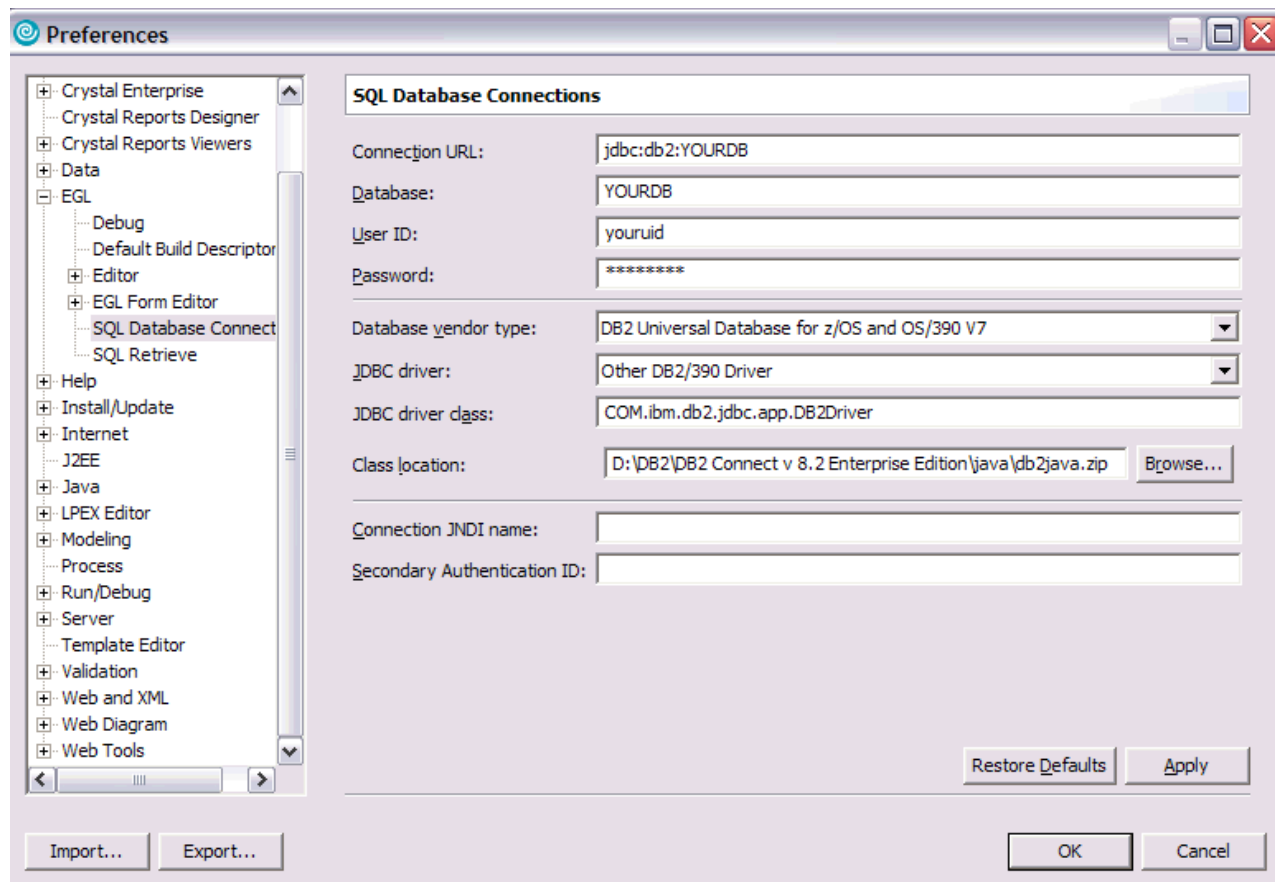 Preferences
Crystal Enterprise
Crystal Reports Designer
Crystal Reports Viewers
Data
EGL
Debug
Default Build Descriptor
Editor
EGL Form Editor
SQL Database Connect
SQL Retrieve
Help
Install/Update
Internet
J2EE
Java
LPEX Editor
Modeling
Process
Run/Debug
Server
Template Editor
Validation
Web and XML
Web Diagram
Web Tools
SQL Database Connections
Connection URL: jdbc:db2:YOURDB
Database: YOURDB
User ID: youruid
Password: ********
Database vendor type: DB2 Universal Database for z/OS and OS/390 V7
JDBC driver: Other DB2/390 Driver
JDBC driver class: COM.ibm.db2.jdbc.app.DB2Driver
Class location: D:\DB2\DB2 Connect v 8.2 Enterprise Edition\java\db2java.zip Browse...
Connection JNDI name:
Secondary Authentication ID:
Restore Defaults Apply
Import... Export... OK Cancel